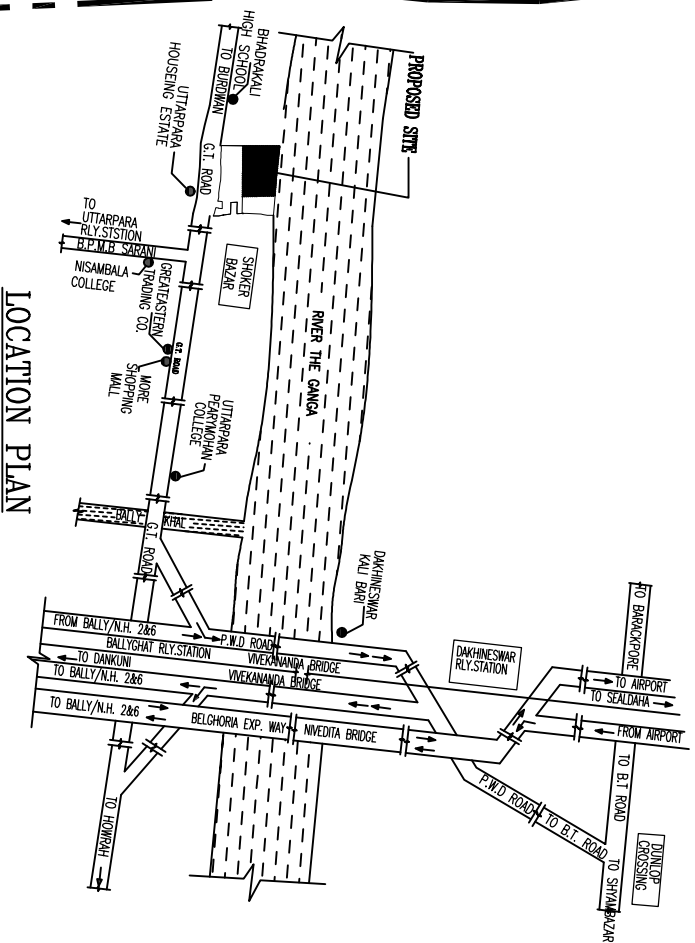 PROPOSED SITE
BHADRAKALI
HIGH SCHOOL
TO BURDWAN
UTTARPARA
HOUSEING ESTATE
G.T. ROAD
TO
UTTARPARA
RLY.STSTION
B.P.M.B SARANI
NISAMBALA
COLLEGE
SHOKER
BAZAR
GREATEASTERN
TRADING CO.
G.T. ROAD
MORE
SHOPPING
MALL
RIVER THE GANGA
UTTARPARA
PEARYMOHAN
COLLEGE
BALLY KHAL
G.T. ROAD
LOCATION PLAN
DAKHINESWAR
KALI BARI
FROM BALLY/N.H. 2&6
P.W.D ROAD
BALLYGHAT RLY.STATION
VIVEKANANDA BRIDGE
TO DANKUNI
VIVEKANANDA BRIDGE
TO BALLY/N.H. 2&6
TO BALLY/N.H. 2&6
BELGHORIA EXP. WAY
NIVEDITA BRIDGE
TO HOWRAH
DAKHINESWAR
RLY.STATION
TO BARACKPORE
TO AIRPORT
TO SEALDAHA
FROM AIRPORT
TO B.T ROAD
P.W.D ROAD
TO B.T. ROAD
TO SHYAMBAZAR
DUNLOP
CROSSING